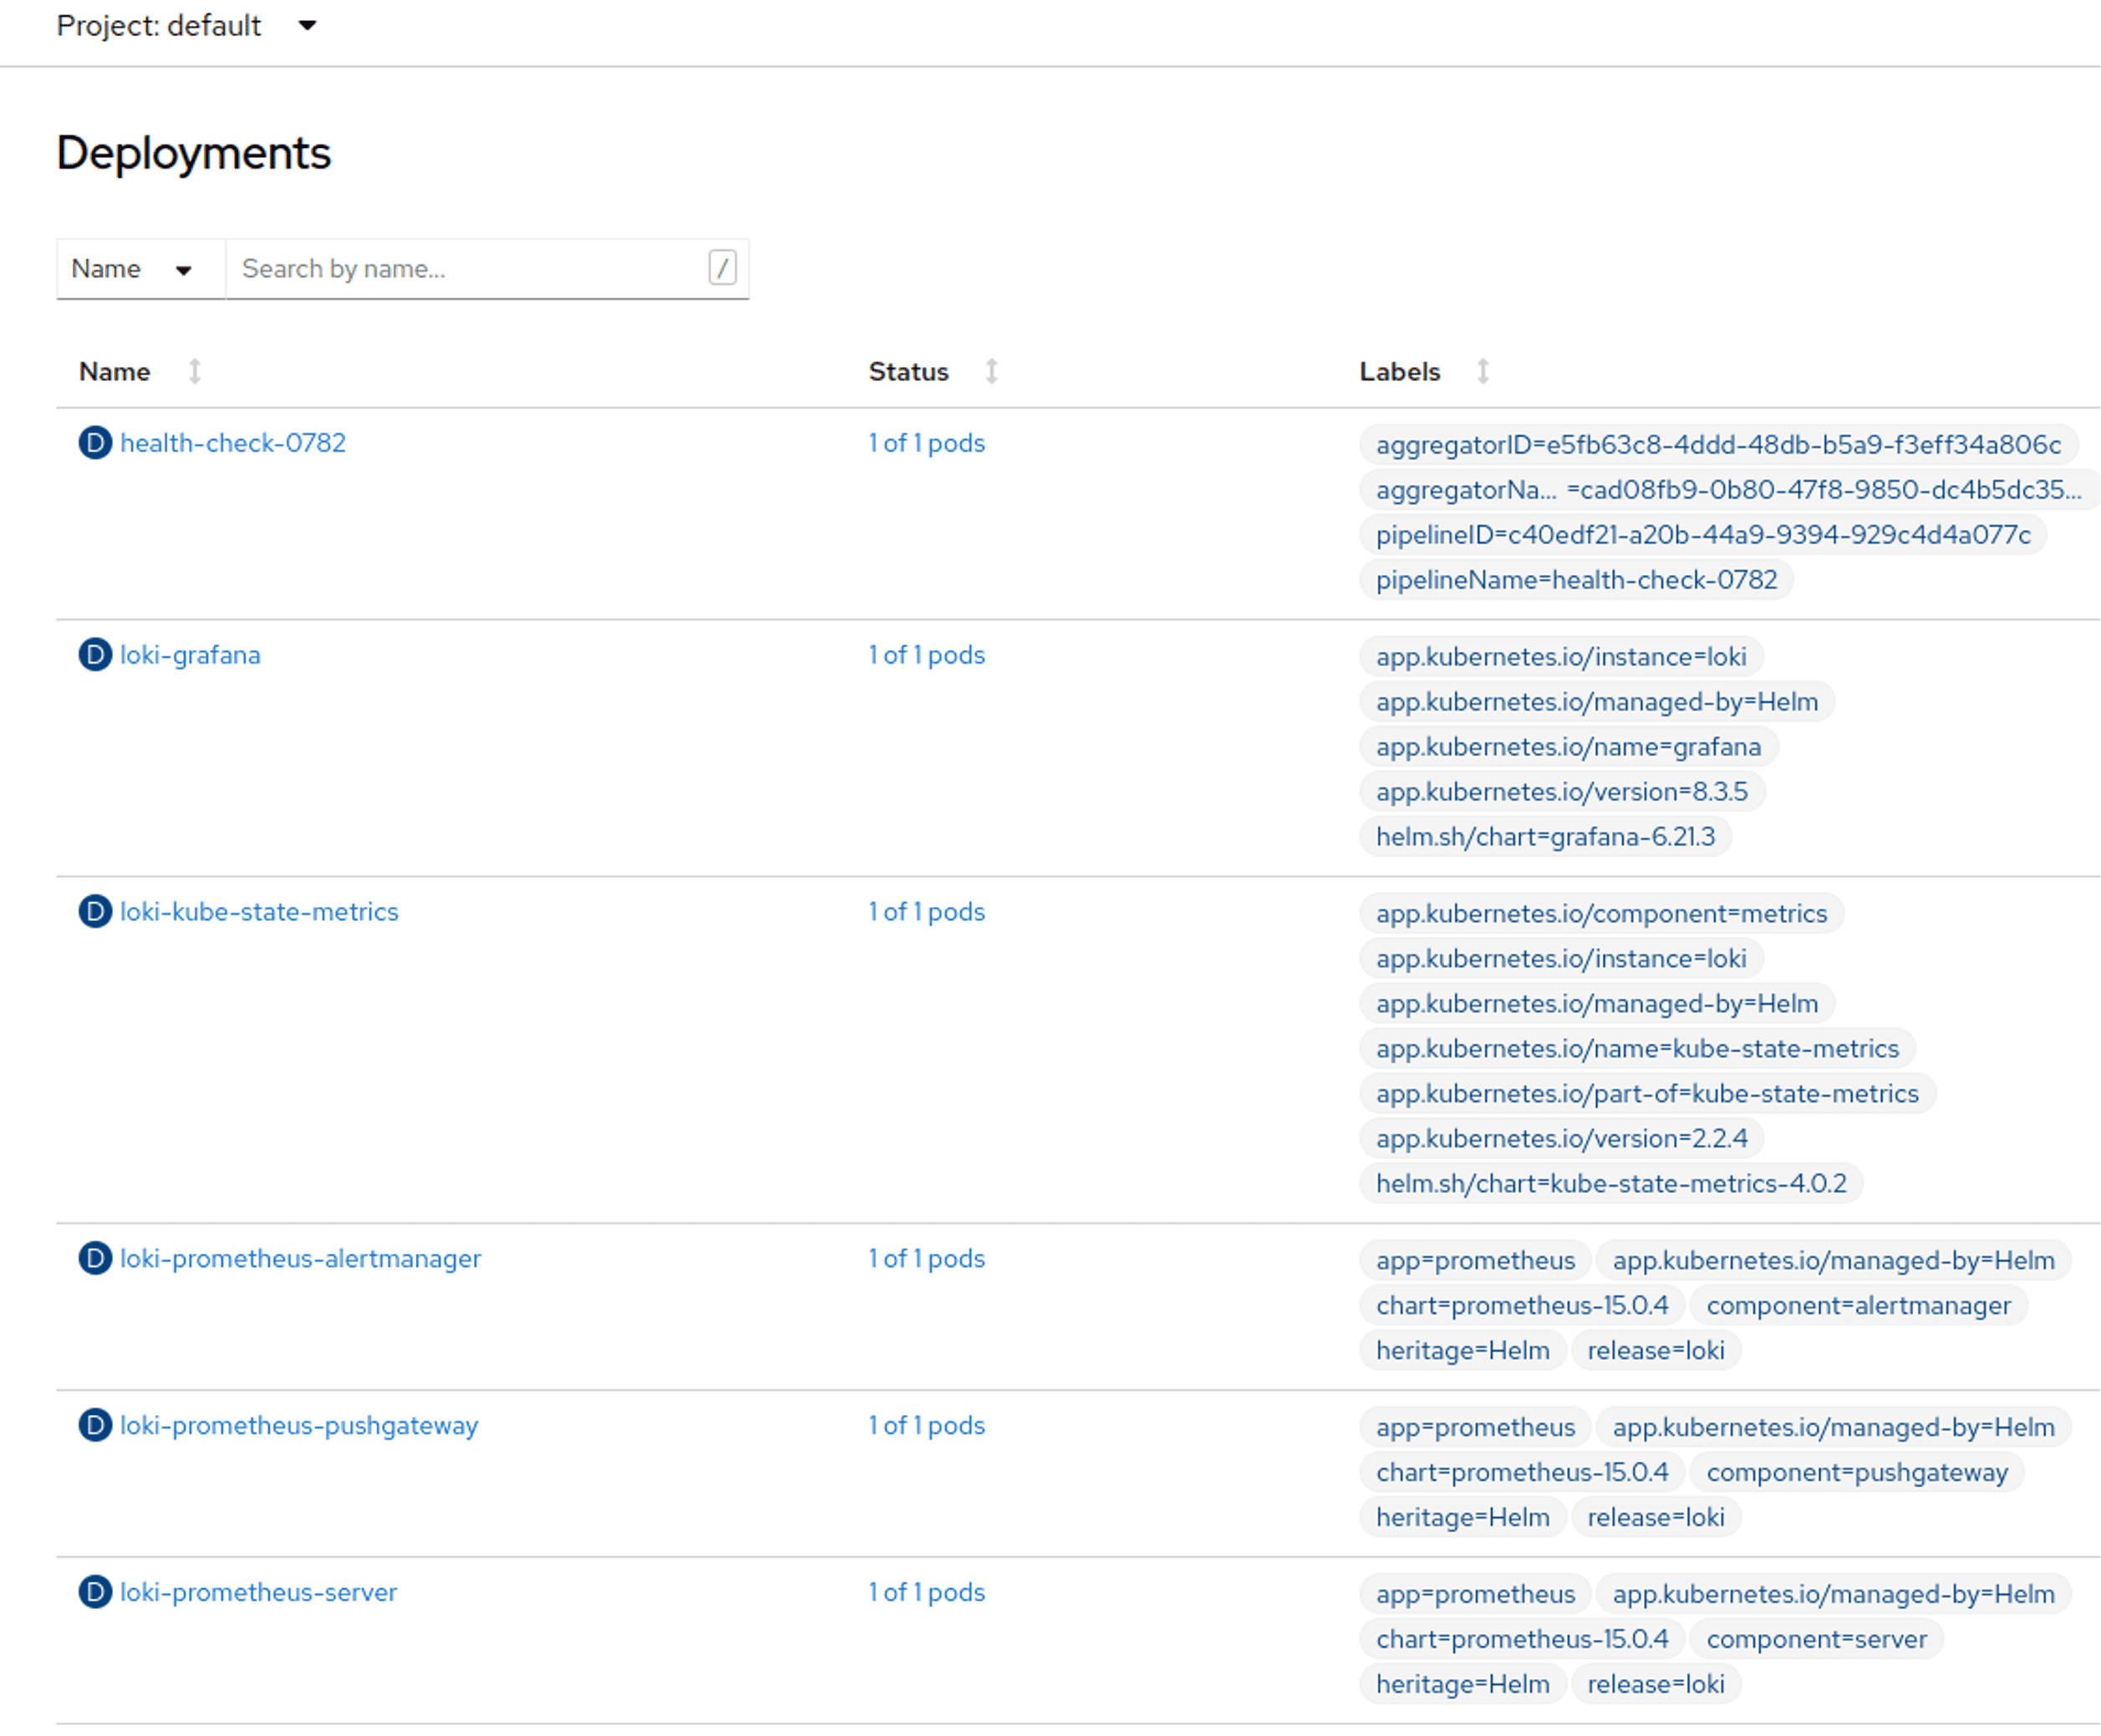 Project: default
Deployments
Name Search by name... /
Name Status Labels
D health-check-0782 1 of 1 pods aggregatorID=e5fb63c8-4ddd-48db-b5a9-f3eff34a806c
aggregatorNa... =cad08fb9-0b80-47f8-9850-dc4b5dc35...
pipelineID=c40edf21-a20b-44a9-9394-929c4d4a077c
pipelineName=health-check-0782
D loki-grafana 1 of 1 pods app.kubernetes.io/instance=loki
app.kubernetes.io/managed-by=Helm
app.kubernetes.io/name=grafana
app.kubernetes.io/version=8.3.5
helm.sh/chart=grafana-6.21.3
D loki-kube-state-metrics 1 of 1 pods app.kubernetes.io/component=metrics
app.kubernetes.io/instance=loki
app.kubernetes.io/managed-by=Helm
app.kubernetes.io/name=kube-state-metrics
app.kubernetes.io/part-of=kube-state-metrics
app.kubernetes.io/version=2.2.4
helm.sh/chart=kube-state-metrics-4.0.2
D loki-prometheus-alertmanager 1 of 1 pods app=prometheus app.kubernetes.io/managed-by=Helm
chart=prometheus-15.0.4 component=alertmanager
heritage=Helm release=loki
D loki-prometheus-pushgateway 1 of 1 pods app=prometheus app.kubernetes.io/managed-by=Helm
chart=prometheus-15.0.4 component=pushgateway
heritage=Helm release=loki
D loki-prometheus-server 1 of 1 pods app=prometheus app.kubernetes.io/managed-by=Helm
chart=prometheus-15.0.4 component=server
heritage=Helm release=loki